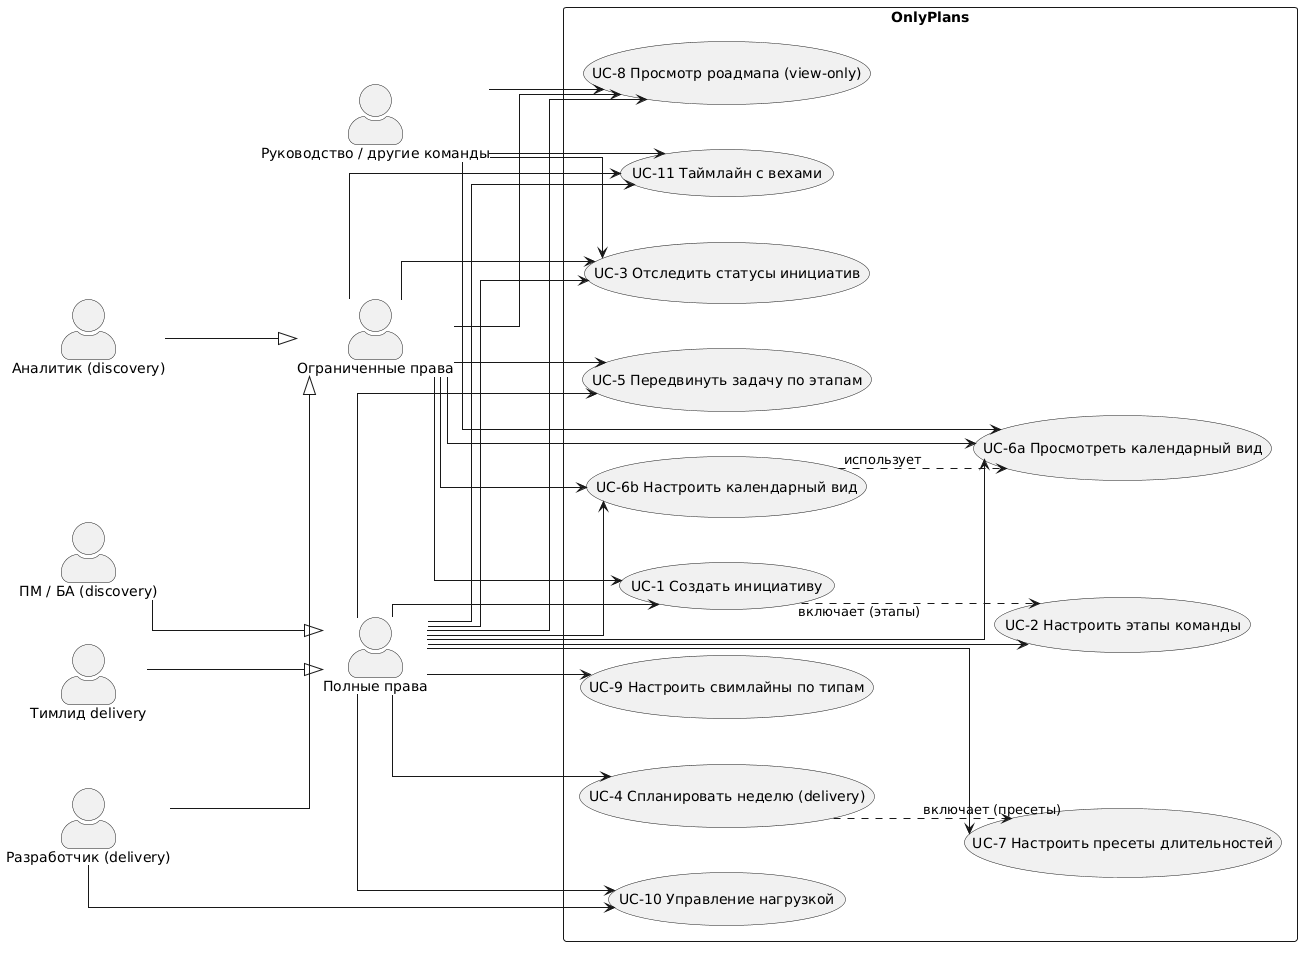 OnlyPlans
UC-8 Просмотр роадмапа (view-only)
Руководство / другие команды
UC-11 Таймлайн с вехами
UC-3 Отследить статусы инициатив
Аналитик (discovery)
Ограниченные права
UC-5 Передвинуть задачу по этапам
UC-6a Просмотреть календарный вид
использует
UC-6b Настроить календарный вид
ПМ / БА (discovery)
UC-1 Создать инициативу
включает (этапы)
UC-2 Настроить этапы команды
Полные права
UC-9 Настроить свимлайны по типам
Тимлид delivery
UC-4 Спланировать неделю (delivery)
включает (пресеты)
UC-7 Настроить пресеты длительностей
Разработчик (delivery)
UC-10 Управление нагрузкой